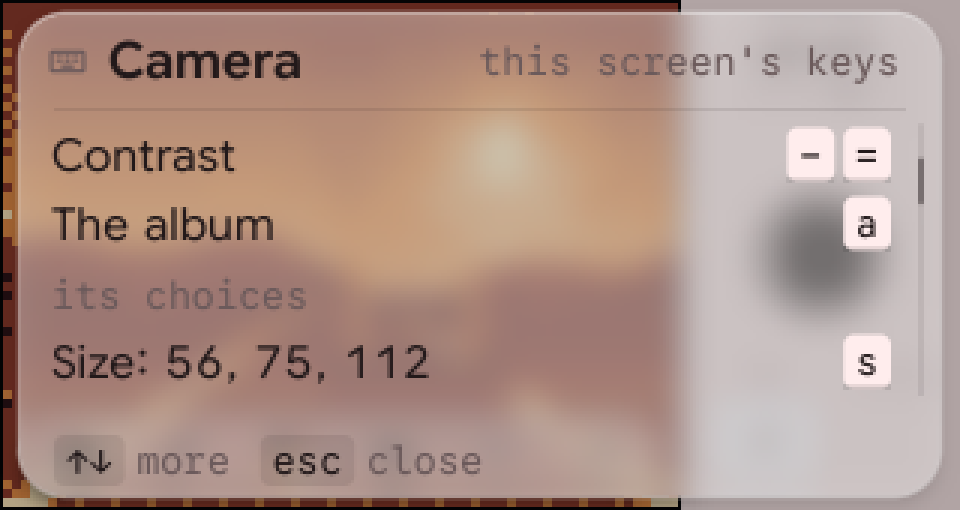 Camera this screen's keys
Contrast - =
The album a
its choices
Size: 56, 75, 112 s
↑↓ more esc close